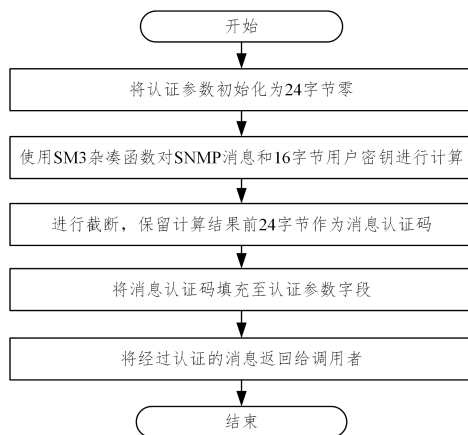 开始
将认证参数初始化为24字节零
使用SM3杂凑函数对SNMP消息和16字节用户密钥进行计算
进行截断，保留计算结果前24字节作为消息认证码
将消息认证码填充至认证参数字段
将经过认证的消息返回给调用者
结束